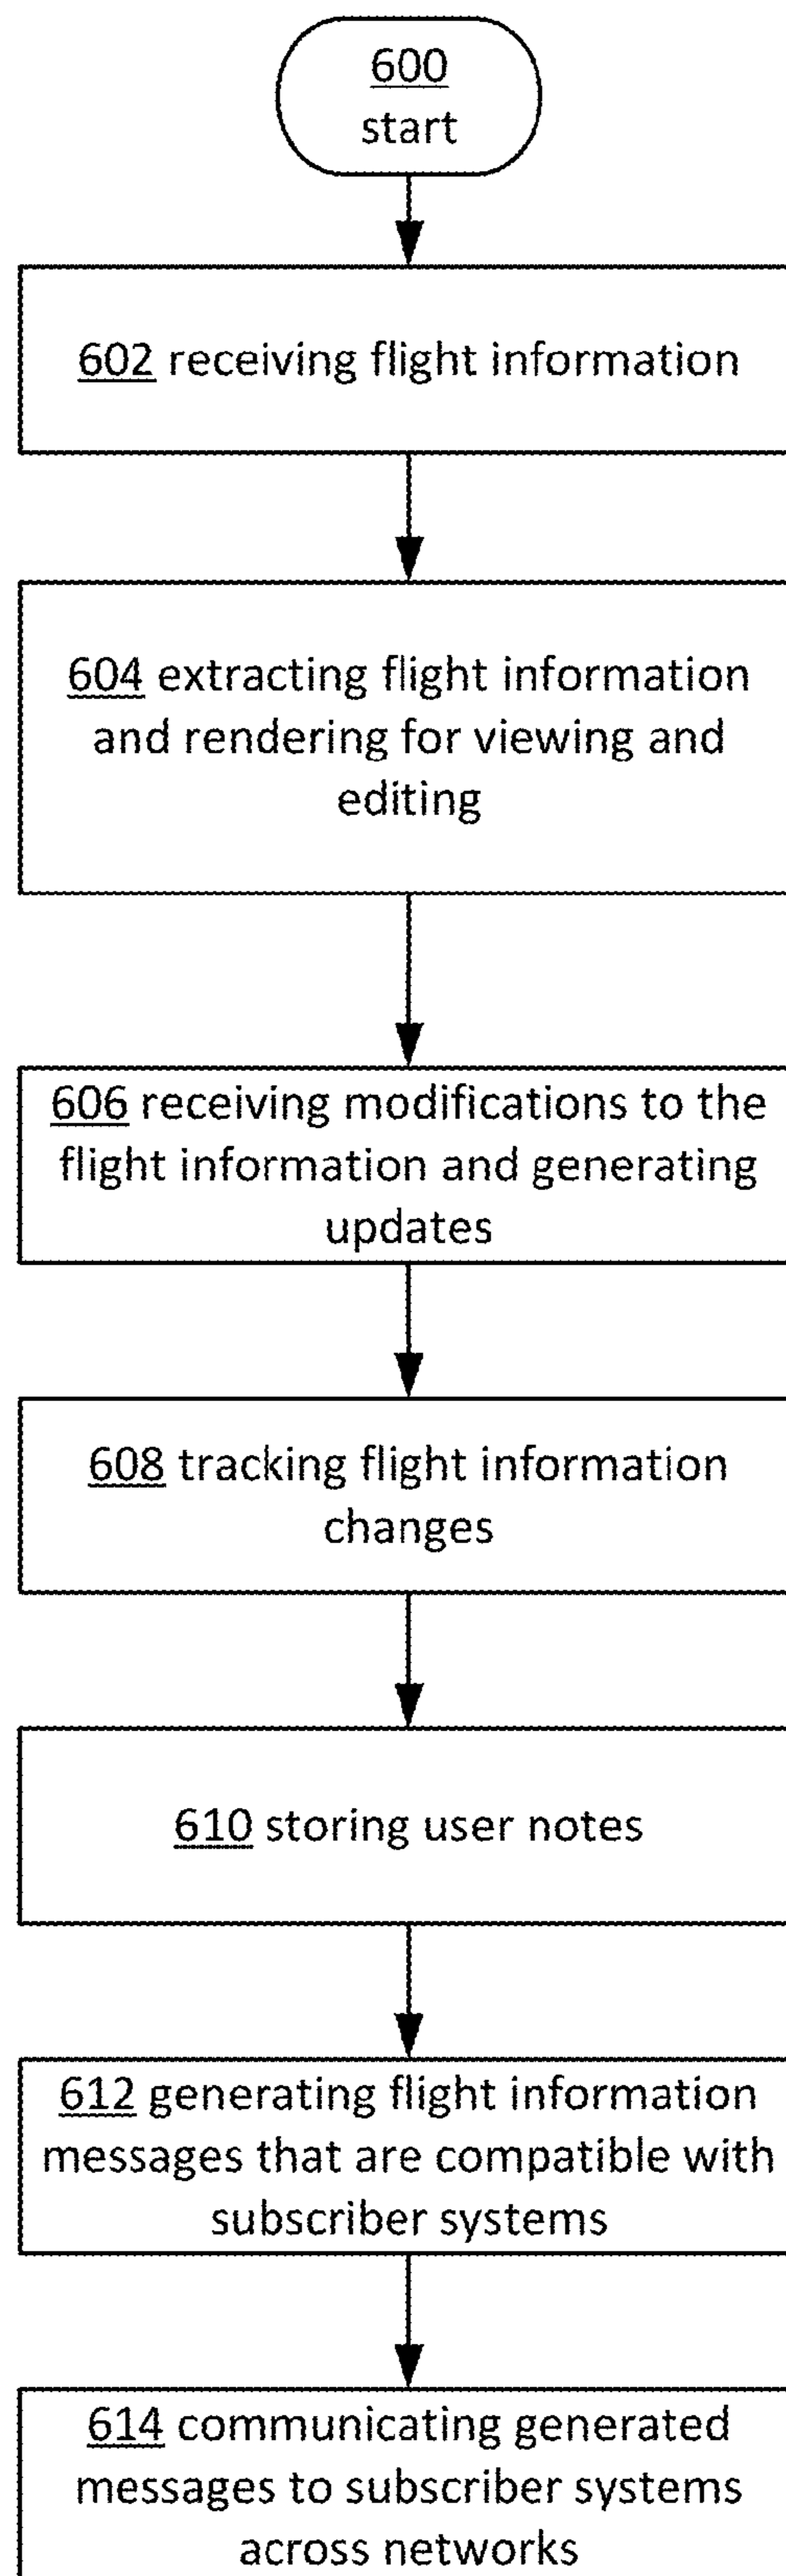 600
start
602 receiving flight information
604 extracting flight information
and rendering for viewing and
editing
606 receiving modifications to the
flight information and generating
updates
608 tracking flight information
changes
610 storing user notes
612 generating flight information
messages that are compatible with
subscriber systems
614 communicating generated
messages to subscriber systems
across networks